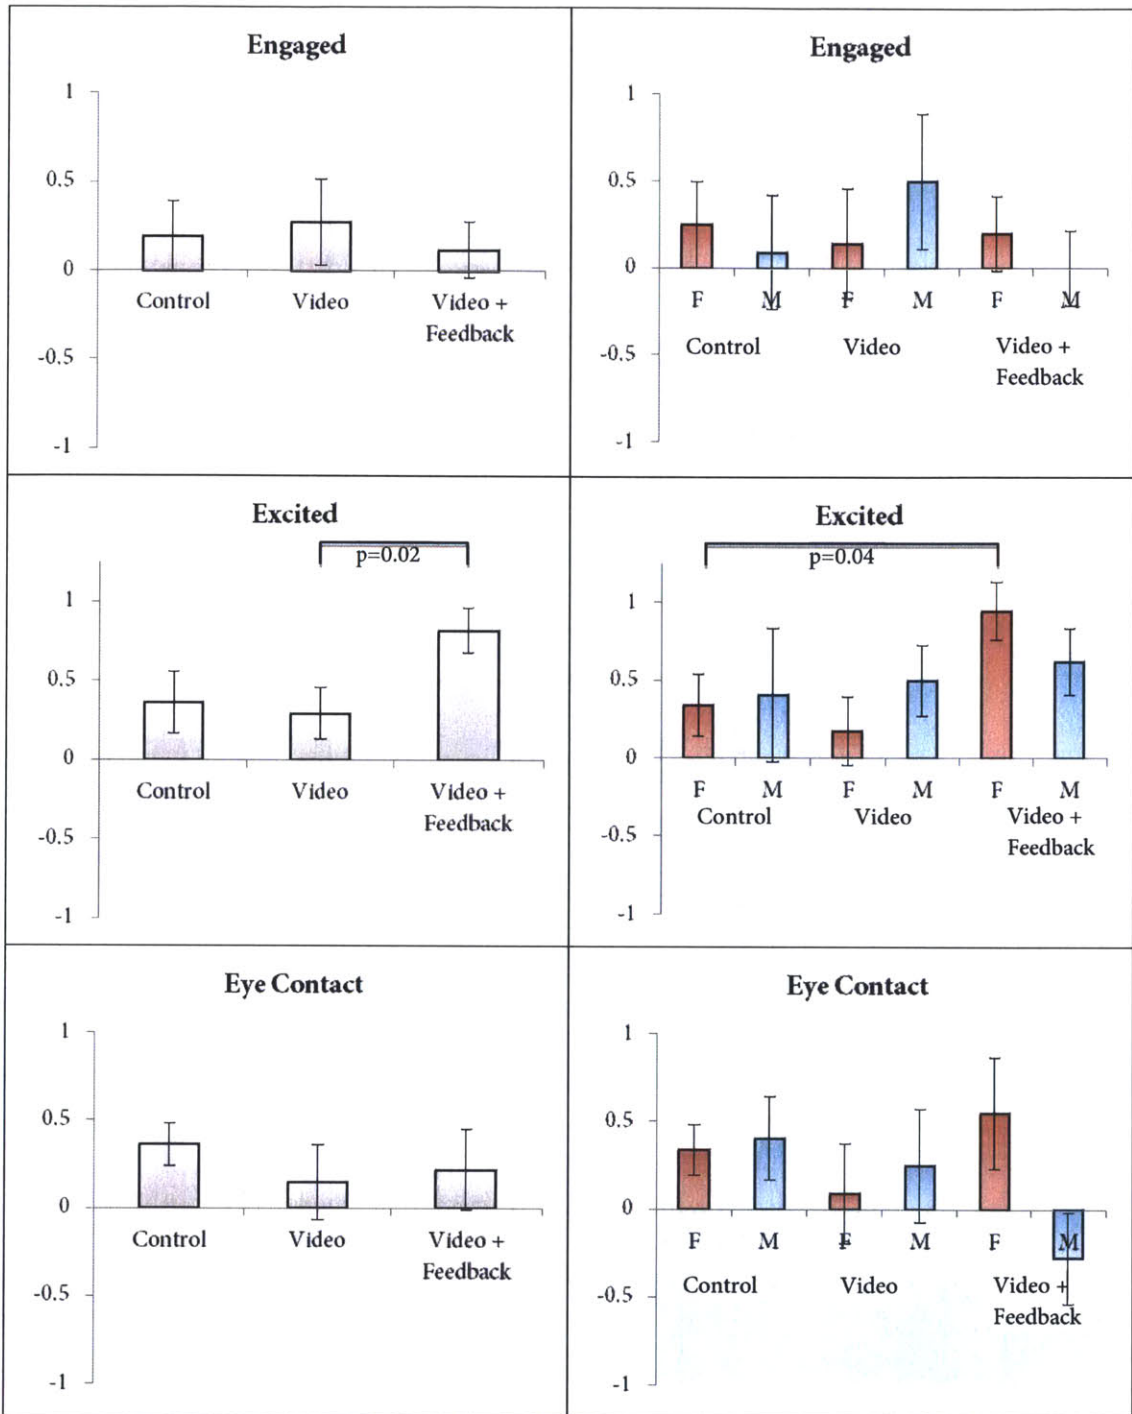 Engaged
1
0.5
0
-0.5
-1
Control Video Video +
Feedback
Engaged
1
0.5
0
-0.5
-1
F M F M F M
Control Video Video +
Feedback
Excited
p=0.02
1
0.5
0
-0.5
-1
Control Video Video +
Feedback
Excited
p=0.04
1
0.5
0
-0.5
-1
F M F M F M
Control Video Video +
Feedback
Eye Contact
1
0.5
0
-0.5
-1
Control Video Video +
Feedback
Eye Contact
1
0.5
0
-0.5
-1
F M F M F M
Control Video Video +
Feedback